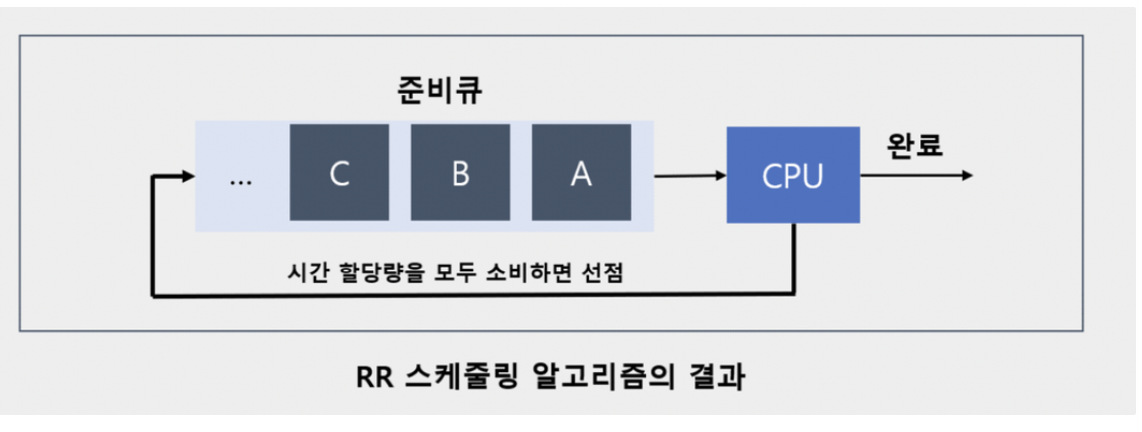 준비큐
... C B A
CPU
완료
시간 할당량을 모두 소비하면 선점
RR 스케줄링 알고리즘의 결과